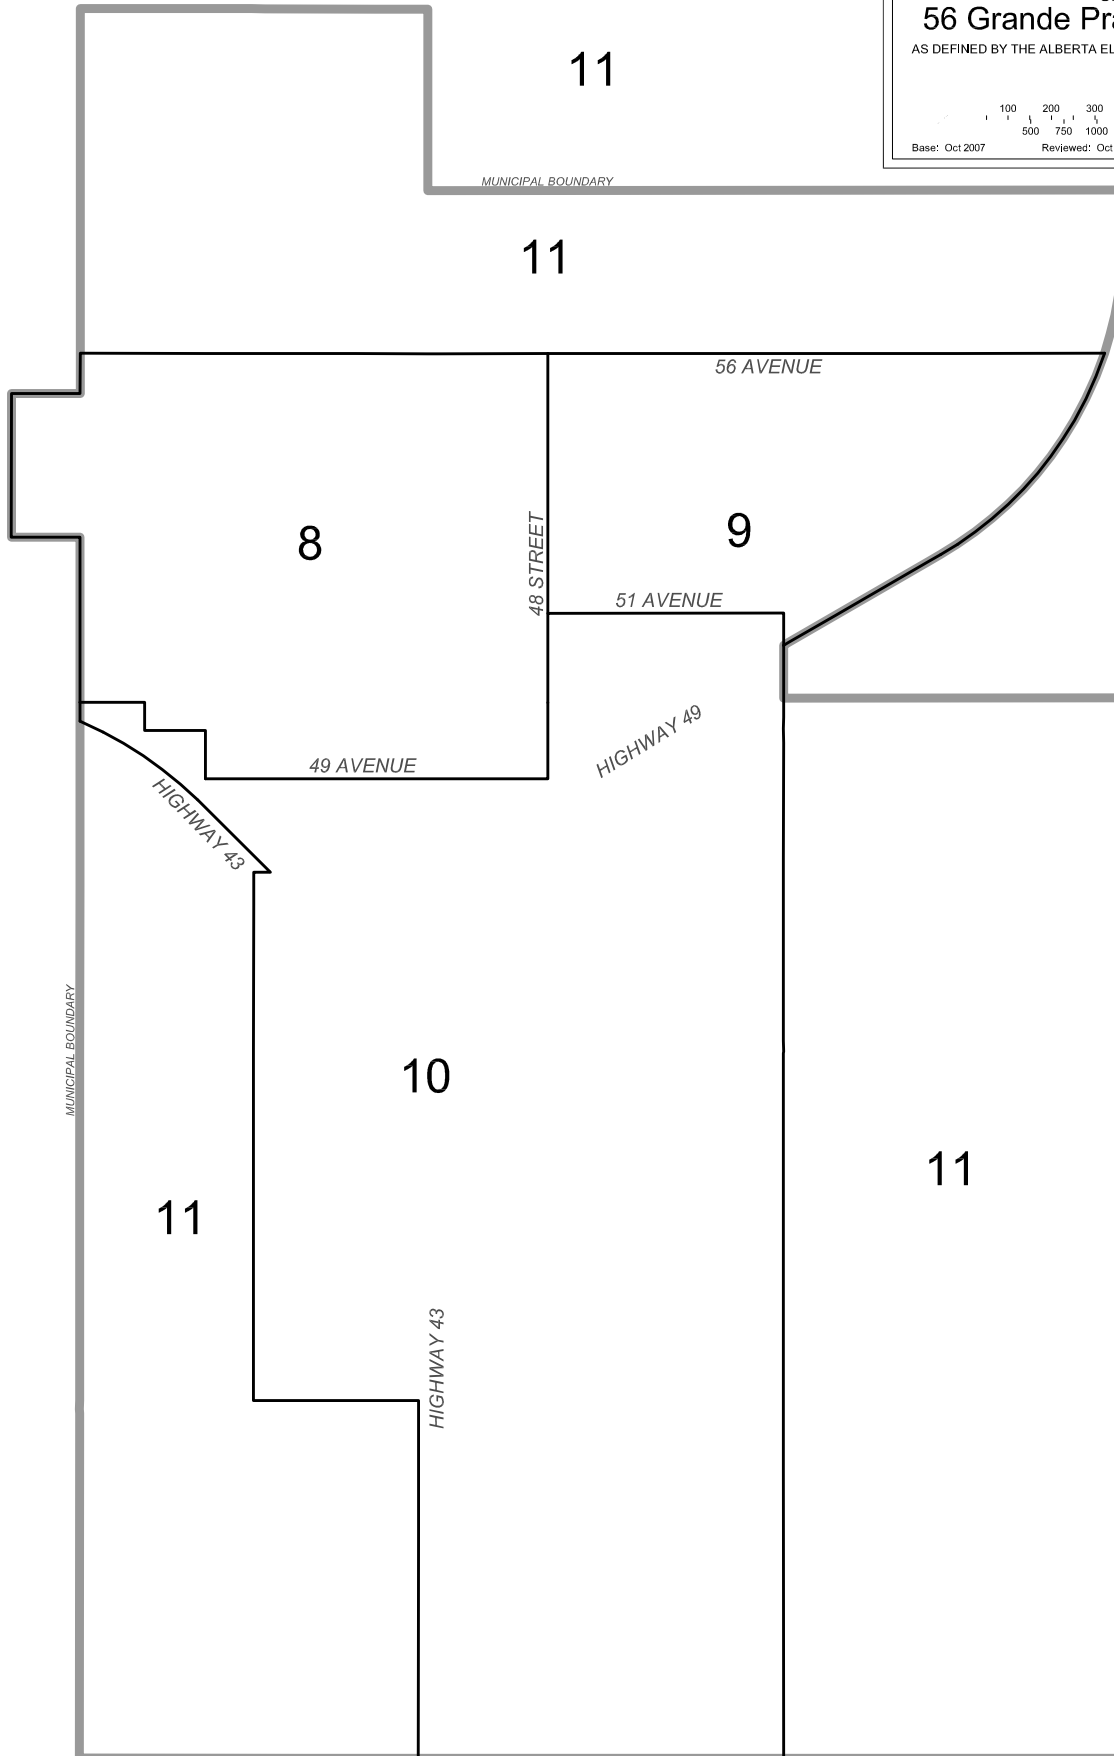 56 Grande Pra
AS DEFINED BY THE ALBERTA EL
100 200 300
500 750 1000
Base: Oct 2007 Reviewed: Oct
11
MUNICIPAL BOUNDARY
11
56 AVENUE
8
48 STREET
9
51 AVENUE
HIGHWAY 49
49 AVENUE
HIGHWAY 43
MUNICIPAL BOUNDARY
10
11
11
HIGHWAY 43